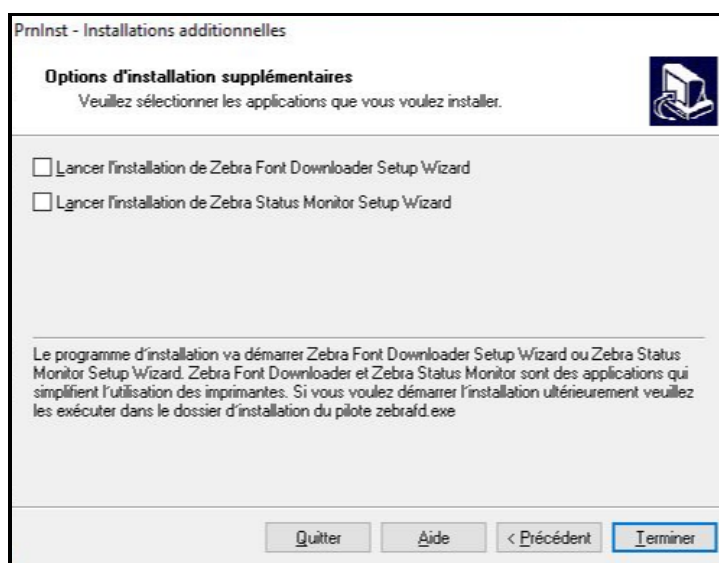 PrnInst - Installations additionnelles
Options d'installation supplémentaires
Veuillez sélectionner les applications que vous voulez installer.
Lancer l'installation de Zebra Font Downloader Setup Wizard
Lancer l'installation de Zebra Status Monitor Setup Wizard
Le programme d'installation va démarrer Zebra Font Downloader Setup Wizard ou Zebra Status
Monitor Setup Wizard. Zebra Font Downloader et Zebra Status Monitor sont des applications qui
simplifient l'utilisation des imprimantes. Si vous voulez démarrer l'installation ultérieurement veuillez
les exécuter dans le dossier d'installation du pilote zebrafd.exe
Quitter Aide < Précédent Terminer